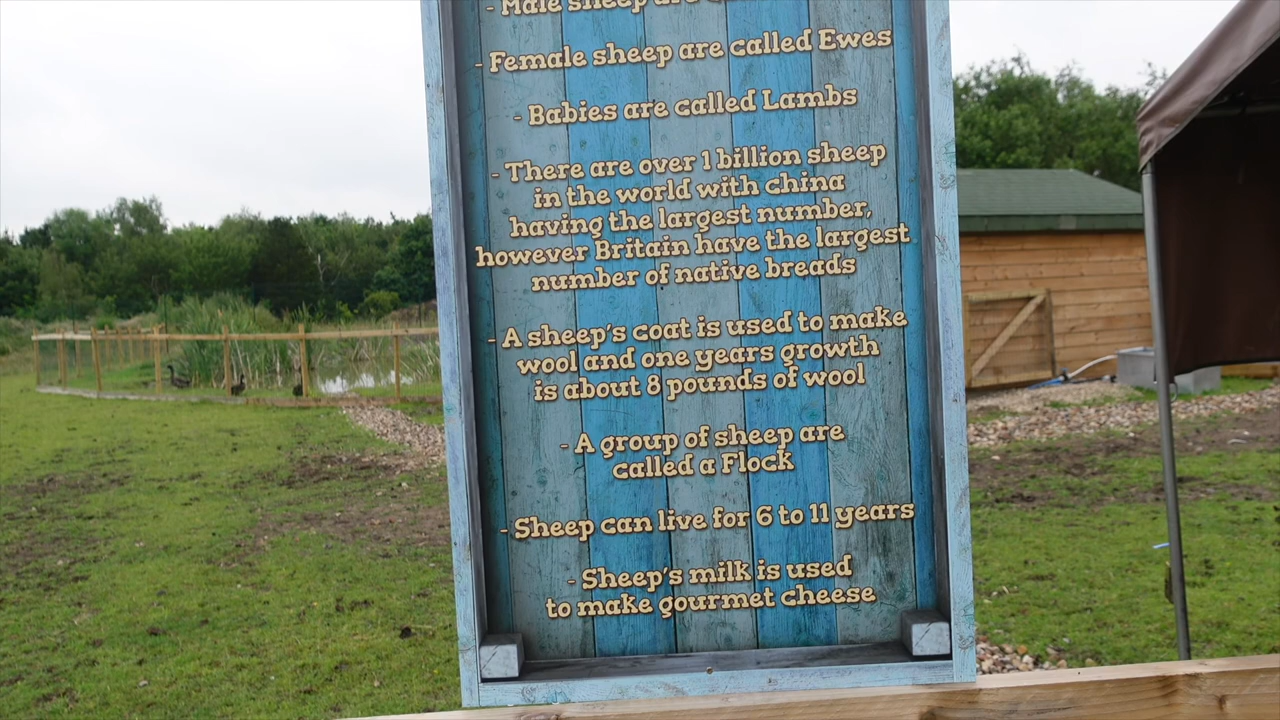 - Male sheep are
- Female sheep are called Ewes
- Babies are called Lambs
- There are over 1 billion sheep
in the world with china
having the largest number,
however Britain have the largest
number of native breads
- A sheep's coat is used to make
wool and one years growth
is about 8 pounds of wool
- A group of sheep are
called a Flock
- Sheep can live for 6 to 11 years
- Sheep's milk is used
to make gourmet cheese